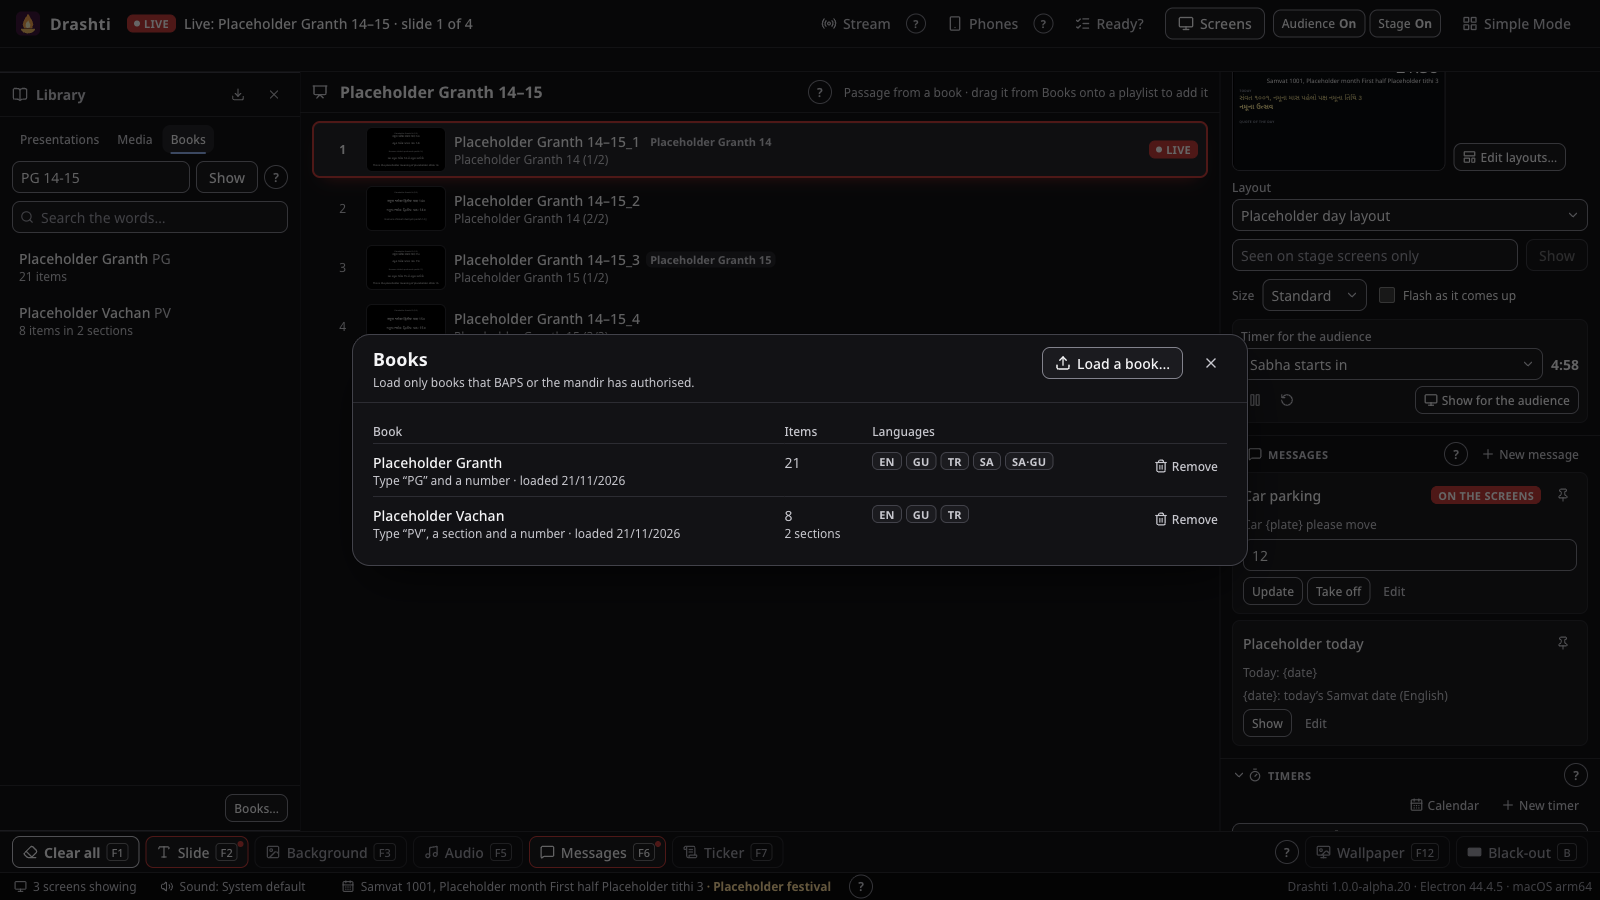 Drashti
LIVE
Live: Placeholder Granth 14–15 · slide 1 of 4
Stream ?
Phones ?
Ready?
Screens
Audience On
Stage On
Simple Mode
Library
Presentations Media Books
PG 14-15
Show
?
Search the words...
Placeholder Granth PG
21 items
Placeholder Vachan PV
8 items in 2 sections
Books...
Placeholder Granth 14–15
?
Passage from a book · drag it from Books onto a playlist to add it
1
Placeholder Granth 14–15_1 Placeholder Granth 14
Placeholder Granth 14 (1/2)
LIVE
2
Placeholder Granth 14–15_2
Placeholder Granth 14 (2/2)
3
Placeholder Granth 14–15_3 Placeholder Granth 15
Placeholder Granth 15 (1/2)
4
Placeholder Granth 14–15_4
Books
Load only books that BAPS or the mandir has authorised.
Load a book...
Book Items Languages
Placeholder Granth 21 EN GU TR SA SA·GU Remove
Type “PG” and a number · loaded 21/11/2026
Placeholder Vachan 8 EN GU TR Remove
Type “PV”, a section and a number · loaded 21/11/2026 2 sections
Samvat 1001, Placeholder month First half Placeholder tithi 3
Edit layouts...
Layout
Placeholder day layout
Seen on stage screens only
Show
Size Standard Flash as it comes up
Timer for the audience
Sabha starts in 4:58
Show for the audience
MESSAGES ? New message
Car parking ON THE SCREENS
Car {plate} please move
12
Update Take off Edit
Placeholder today
Today: {date}
{date}: today’s Samvat date (English)
Show Edit
TIMERS ?
Calendar New timer
Clear all F1
Slide F2
Background F3
Audio F5
Messages F6
Ticker F7
?
Wallpaper F12
Black-out B
3 screens showing
Sound: System default
Samvat 1001, Placeholder month First half Placeholder tithi 3 · Placeholder festival
?
Drashti 1.0.0-alpha.20 · Electron 44.4.5 · macOS arm64